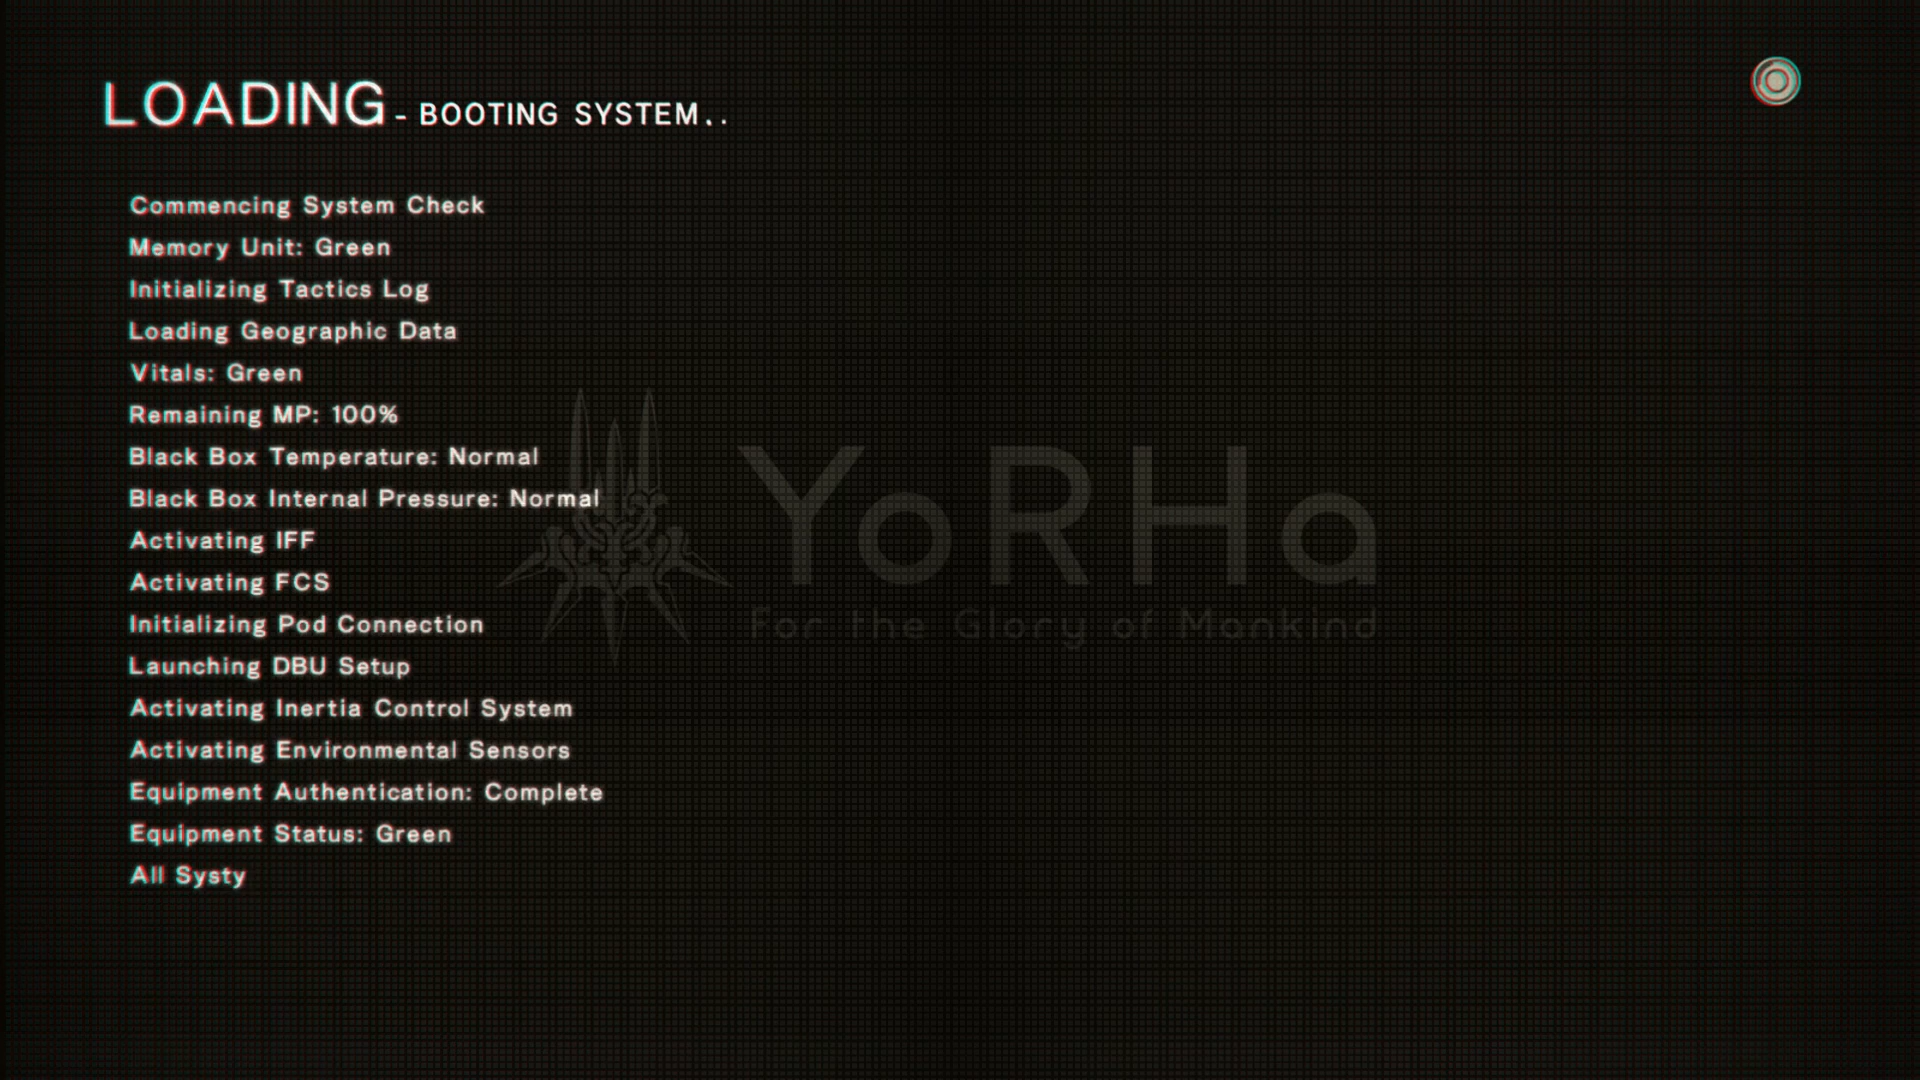 LOADING - BOOTING SYSTEM..
Commencing System Check
Memory Unit: Green
Initializing Tactics Log
Loading Geographic Data
Vitals: Green
Remaining MP: 100%
Black Box Temperature: Normal
Black Box Internal Pressure: Normal
Activating IFF
Activating FCS
Initializing Pod Connection
Launching DBU Setup
Activating Inertia Control System
Activating Environmental Sensors
Equipment Authentication: Complete
Equipment Status: Green
All Systy
YoRHa
For the Glory of Mankind